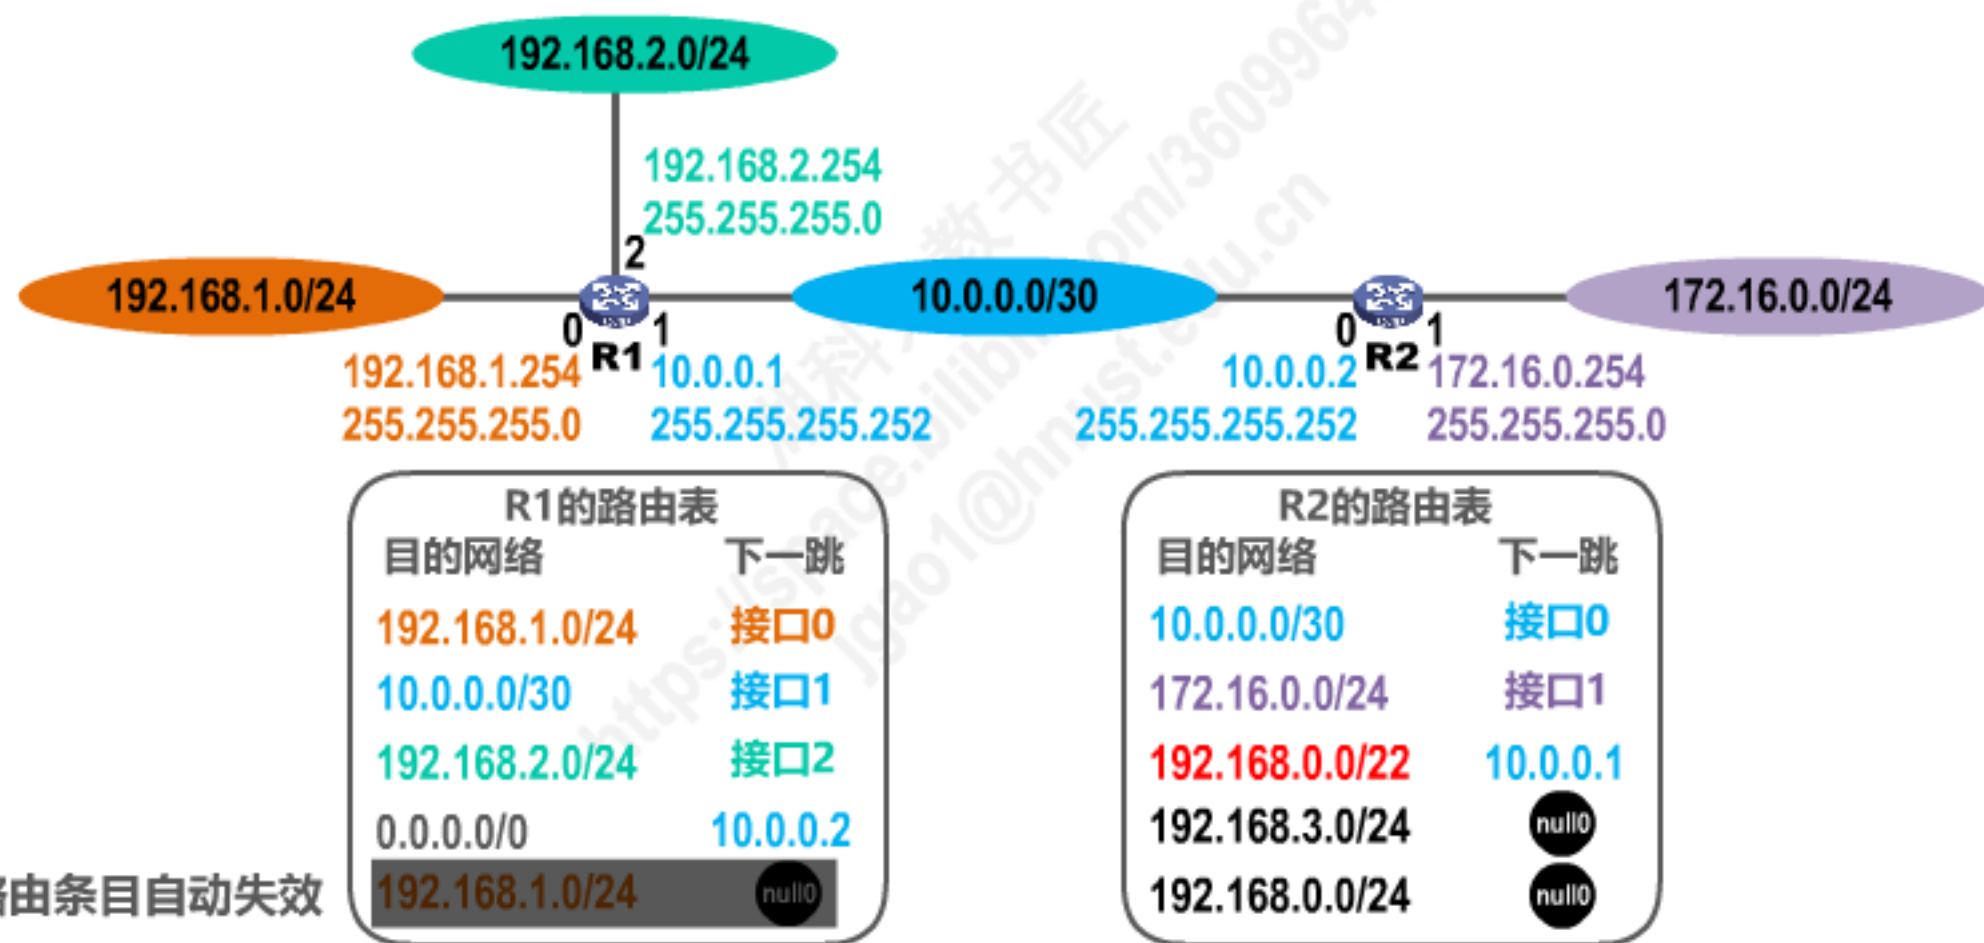 192.168.2.0/24
192.168.2.254
255.255.255.0
2
192.168.1.0/24
10.0.0.0/30
172.16.0.0/24
0 R1 1
0 R2 1
192.168.1.254
255.255.255.0
10.0.0.1
255.255.255.252
10.0.0.2
255.255.255.252
172.16.0.254
255.255.255.0
R1的路由表
目的网络 下一跳
192.168.1.0/24 接口0
10.0.0.0/30 接口1
192.168.2.0/24 接口2
0.0.0.0/0 10.0.0.2
192.168.1.0/24 null0
由条目自动失效
R2的路由表
目的网络 下一跳
10.0.0.0/30 接口0
172.16.0.0/24 接口1
192.168.0.0/22 10.0.0.1
192.168.3.0/24 null0
192.168.0.0/24 null0
jgao1@hnust.edu.cn